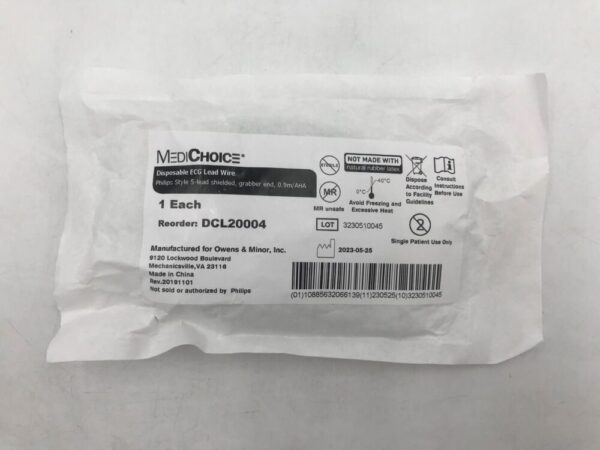 MEDICHOICE®
Disposable ECG Lead Wire
Philips Style 5-lead shielded, grabber end, 0.9m/AHA
1 Each
Reorder: DCL20004
Manufactured for Owens & Minor, Inc.
9120 Lockwood Boulevard
Mechanicsville,VA 23116
Made in China
Rev.20191101
Not sold or authorized by Philips
STERILE
NOT MADE WITH
natural rubber latex
MR
MR unsafe
40°C
0°C
Avoid Freezing and
Excessive Heat
Dispose
According
to Facility
Guidelines
Consult
Instructions
Before Use
LOT 3230510045
2023-05-25
2
Single Patient Use Only
(01)10885632066139(11)230525(10)3230510045